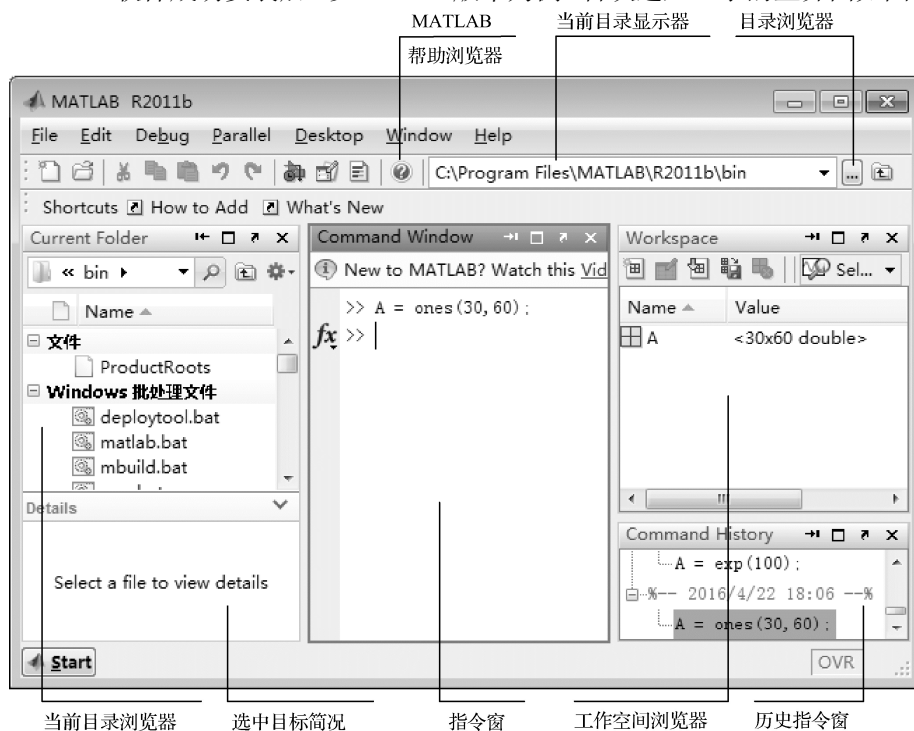 MATLAB
帮助浏览器
当前目录显示器
目录浏览器
MATLAB R2011b
File Edit Debug Parallel Desktop Window Help
C:\Program Files\MATLAB\R2011b\bin
...
Shortcuts How to Add What's New
Current Folder
« bin
Name
文件
ProductRoots
Windows 批处理文件
deploytool.bat
matlab.bat
mbuild.bat
Details
Select a file to view details
Command Window
New to MATLAB? Watch this Vid
>> A = ones(30,60);
fx >>
Workspace
Sel...
Name Value
A <30x60 double>
Command History
A = exp(100);
%-- 2016/4/22 18:06 --%
A = ones(30,60);
Start
OVR
当前目录浏览器
选中目标简况
指令窗
工作空间浏览器
历史指令窗